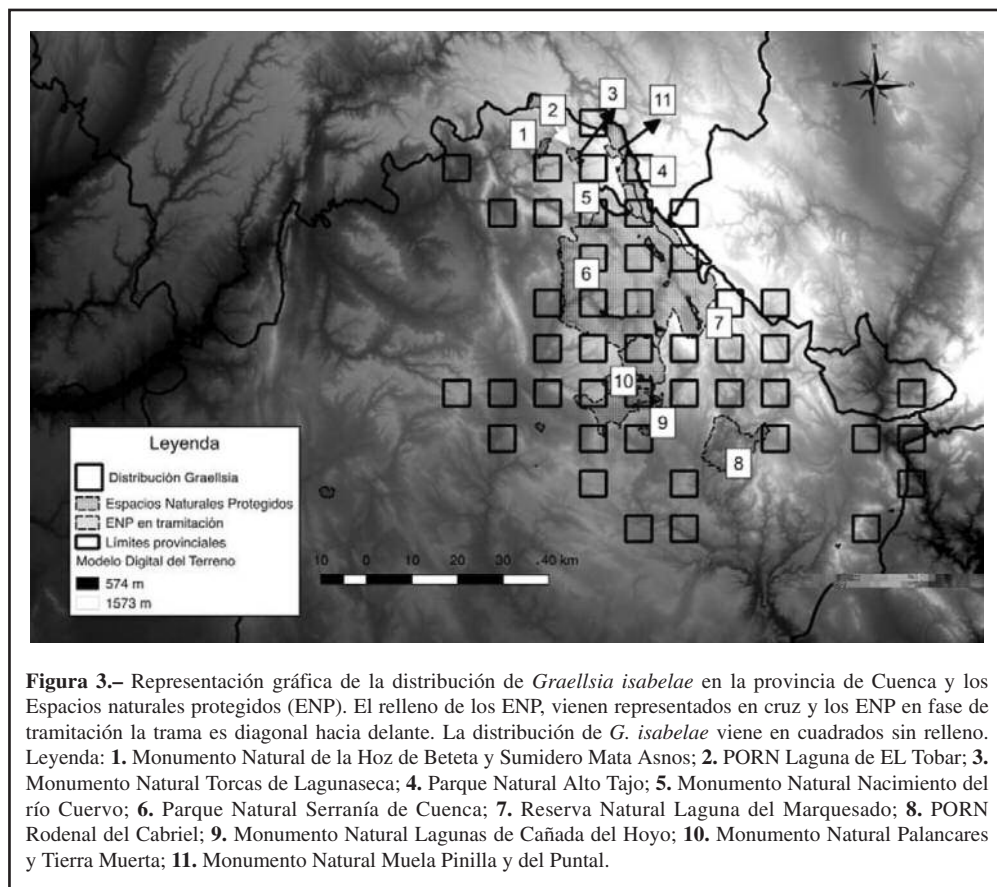 N
O
3
11
2
1
4
5
6
7
10
9
8
Leyenda
Distribución Graellsia
Espacios Naturales Protegidos
ENP en tramitación
Límites provinciales
Modelo Digital del Terreno
574 m
1573 m
10 0 10 20 30 40 km
Figura 3.– Representación gráfica de la distribución de Graellsia isabelae en la provincia de Cuenca y los
Espacios naturales protegidos (ENP). El relleno de los ENP, vienen representados en cruz y los ENP en fase de
tramitación la trama es diagonal hacia delante. La distribución de G. isabelae viene en cuadrados sin relleno.
Leyenda: 1. Monumento Natural de la Hoz de Beteta y Sumidero Mata Asnos; 2. PORN Laguna de EL Tobar; 3.
Monumento Natural Torcas de Lagunaseca; 4. Parque Natural Alto Tajo; 5. Monumento Natural Nacimiento del
río Cuervo; 6. Parque Natural Serranía de Cuenca; 7. Reserva Natural Laguna del Marquesado; 8. PORN
Rodenal del Cabriel; 9. Monumento Natural Lagunas de Cañada del Hoyo; 10. Monumento Natural Palancares
y Tierra Muerta; 11. Monumento Natural Muela Pinilla y del Puntal.